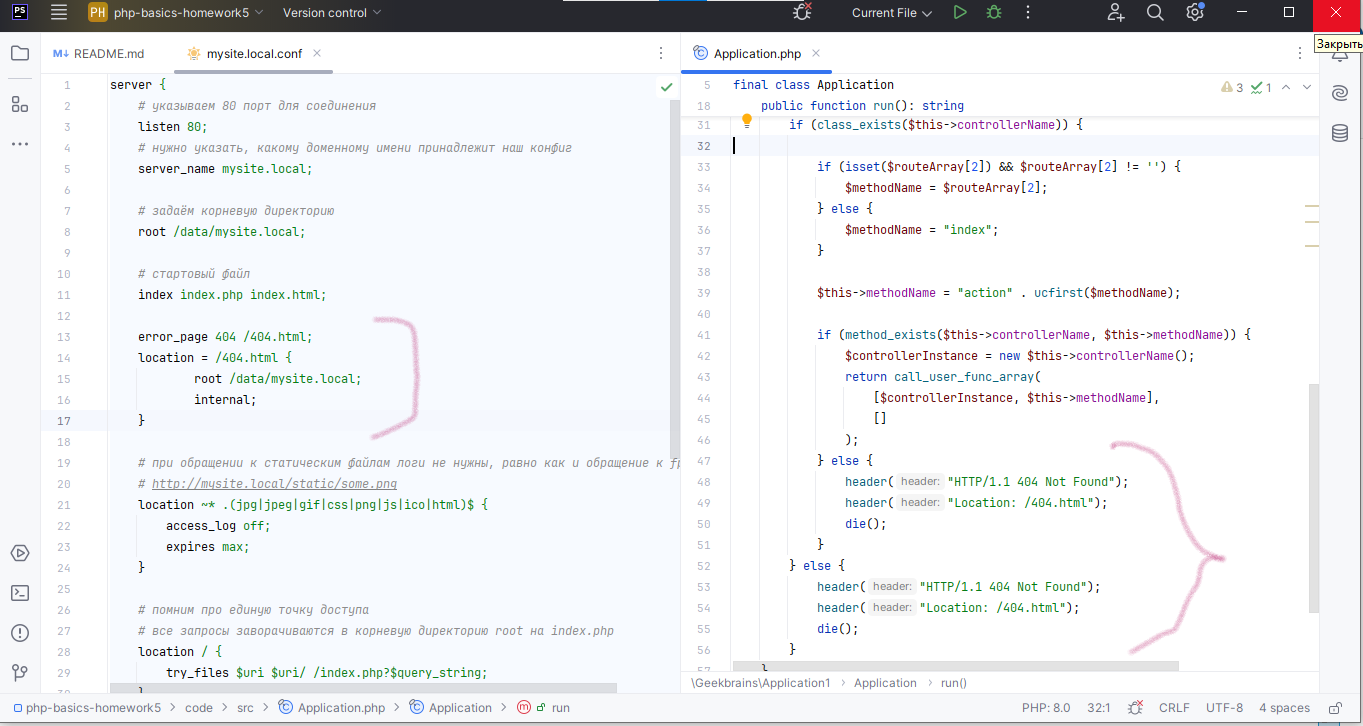 PS
PH php-basics-homework5 Version control Current File
Закрыть
README.md mysite.local.conf
1 server {
2 # указываем 80 порт для соединения
3 listen 80;
4 # нужно указать, какому доменному имени принадлежит наш конфиг
5 server_name mysite.local;
6
7 # задаём корневую директорию
8 root /data/mysite.local;
9
10 # стартовый файл
11 index index.php index.html;
12
13 error_page 404 /404.html;
14 location = /404.html {
15 root /data/mysite.local;
16 internal;
17 }
18
19 # при обращении к статическим файлам логи не нужны, равно как и обращение к
20 # http://mysite.local/static/some.png
21 location ~* .(jpg|jpeg|gif|css|png|js|ico|html)$ {
22 access_log off;
23 expires max;
24 }
25
26 # помним про единую точку доступа
27 # все запросы заворачиваются в корневую директорию root на index.php
28 location / {
29 try_files $uri $uri/ /index.php?$query_string;
Application.php
5 final class Application
3 1
18 public function run(): string
31 if (class_exists($this->controllerName)) {
32
33 if (isset($routeArray[2]) && $routeArray[2] != '') {
34 $methodName = $routeArray[2];
35 } else {
36 $methodName = "index";
37 }
38
39 $this->methodName = "action" . ucfirst($methodName);
40
41 if (method_exists($this->controllerName, $this->methodName)) {
42 $controllerInstance = new $this->controllerName();
43 return call_user_func_array(
44 [$controllerInstance, $this->methodName],
45 []
46 );
47 } else {
48 header( header: "HTTP/1.1 404 Not Found");
49 header( header: "Location: /404.html");
50 die();
51 }
52 } else {
53 header( header: "HTTP/1.1 404 Not Found");
54 header( header: "Location: /404.html");
55 die();
56 }
57 }
\Geekbrains\Application1 > Application > run()
php-basics-homework5 > code > src > Application.php > Application > run
PHP: 8.0 32:1 CRLF UTF-8 4 spaces